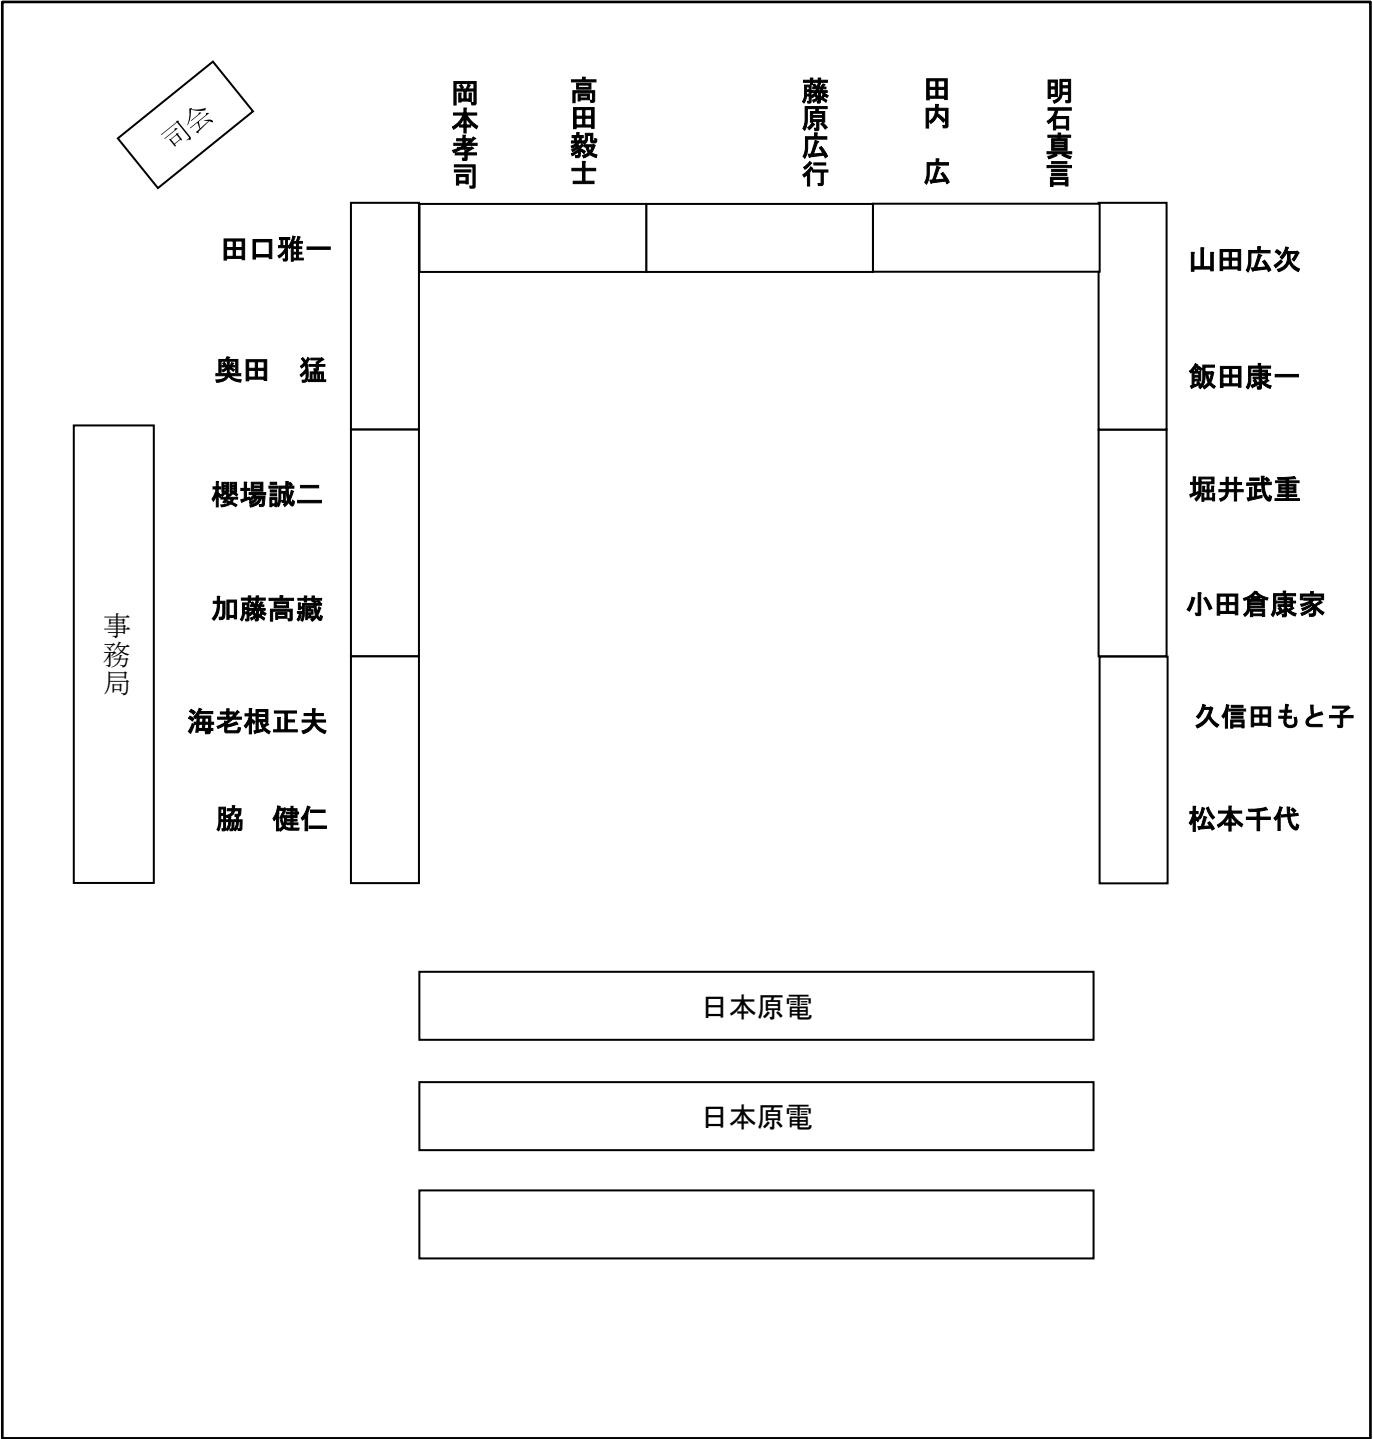 司会
岡本孝司
高田毅士
藤原広行
田内　広
明石真言
田口雅一
奥田　猛
櫻場誠二
加藤高藏
海老根正夫
脇　健仁
山田広次
飯田康一
堀井武重
小田倉康家
久信田もと子
松本千代
事務局
日本原電
日本原電